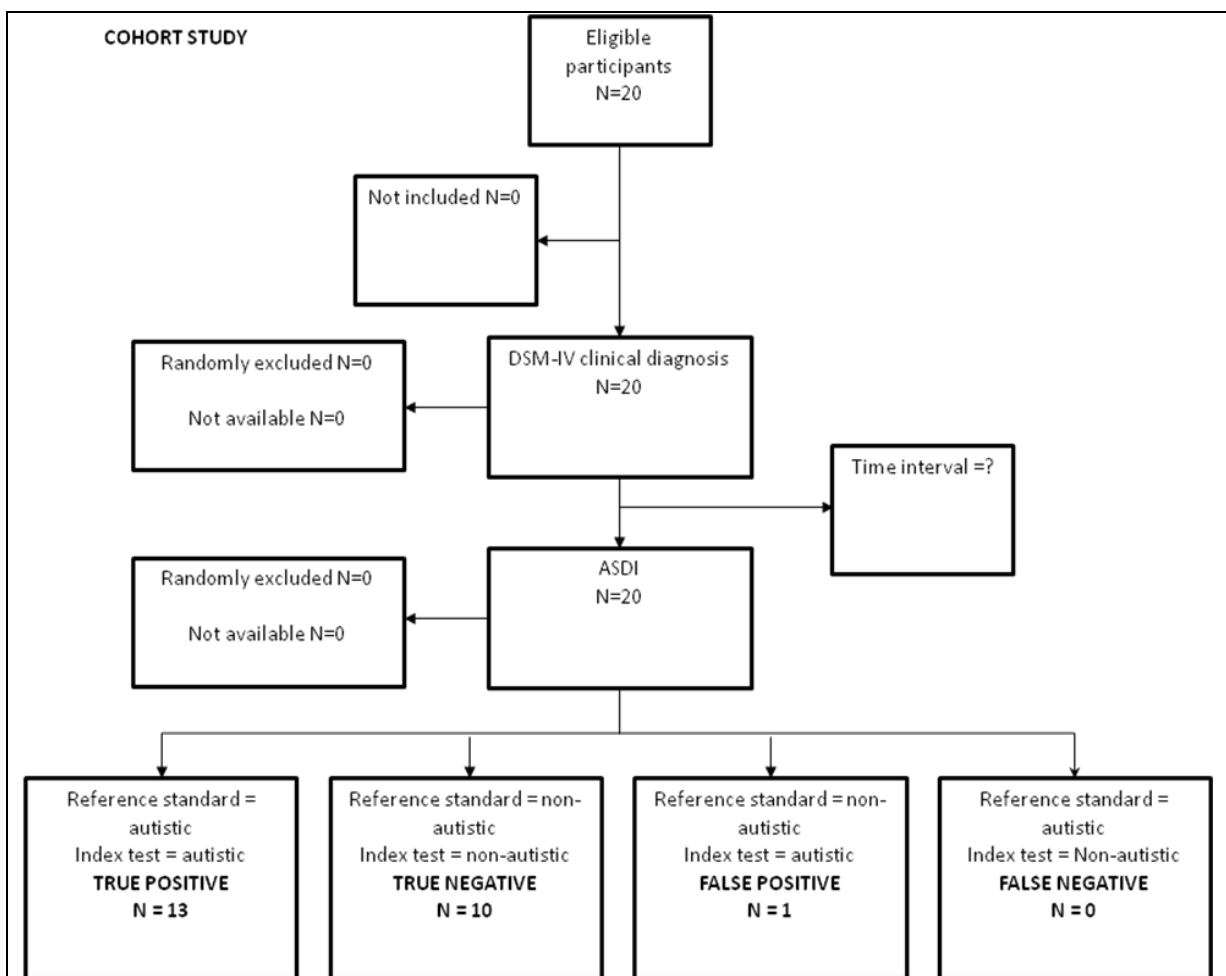 COHORT STUDY
Eligible
participants
N=20
Not included N=0
Randomly excluded N=0
Not available N=0
DSM-IV clinical diagnosis
N=20
Time interval =?
Randomly excluded N=0
Not available N=0
ASDI
N=20
Reference standard =
autistic
Index test = autistic
TRUE POSITIVE
N = 13
Reference standard = non-
autistic
Index test = non-autistic
TRUE NEGATIVE
N = 10
Reference standard = non-
autistic
Index test = autistic
FALSE POSITIVE
N = 1
Reference standard =
autistic
Index test = Non-autistic
FALSE NEGATIVE
N = 0